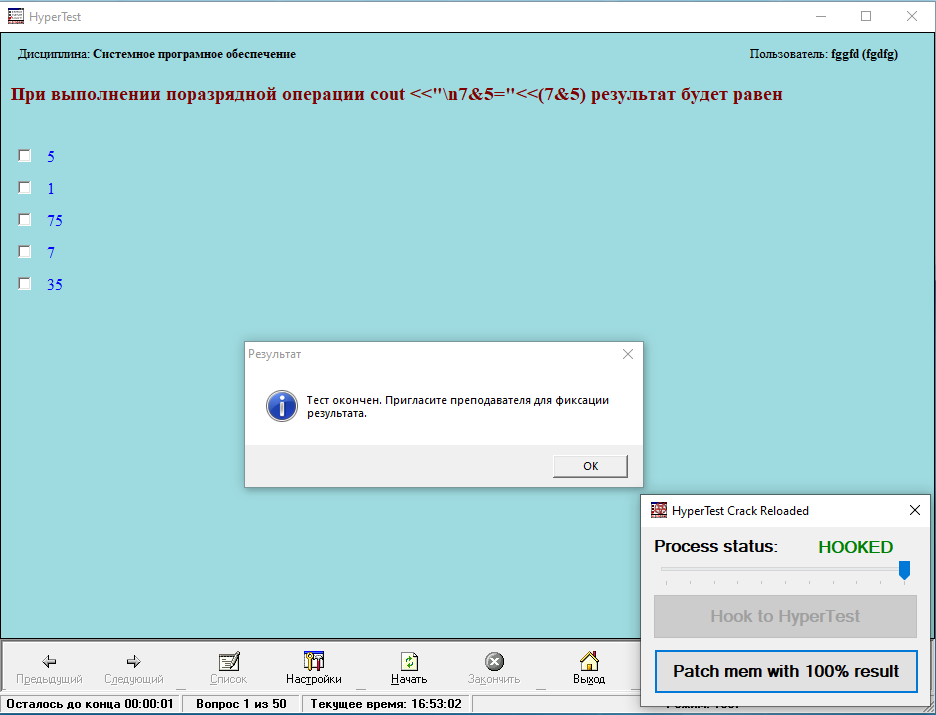 HyperTest
Дисциплина: Системное програмное обеспечение
Пользователь: fggfd (fgdfg)
При выполнении поразрядной операции cout <<"\n7&5="<<(7&5) результат будет равен
5
1
75
7
35
Результат
Тест окончен. Пригласите преподавателя для фиксации
результата.
OK
HyperTest Crack Reloaded
Process status: HOOKED
Hook to HyperTest
Patch mem with 100% result
Предыдущий Следующий Список Настройки Начать Закончить Выход
Осталось до конца 00:00:01 Вопрос 1 из 50 Текущее время: 16:53:02